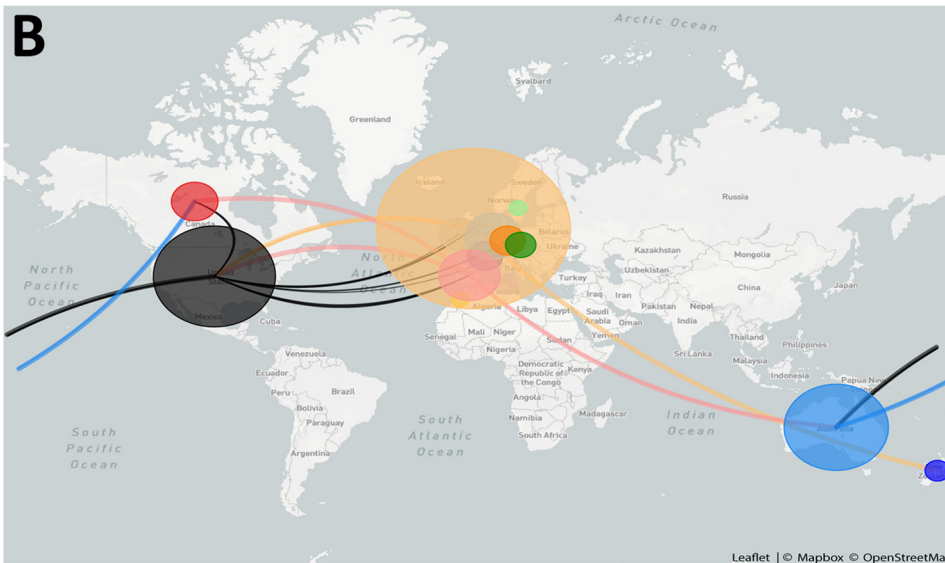 B
Arctic Ocean
Svalbard
Greenland
Iceland
Sweden
Norway
Russia
Canada
Belarus
Ukraine
Kazakhstan
Mongolia
North
Pacific
Ocean
United
States
North
Atlantic
Ocean
Uzbekistan
Turkey
China
Japan
Iraq
Iran
Pakistan
Nepal
Algeria
Libya
Egypt
Saudi
Arabia
Oman
India
Mexico
Cuba
Mali
Niger
Sudan
Yemen
Thailand
Philippines
Senegal
Nigeria
Sri Lanka
Malaysia
Venezuela
Democratic
Republic of
the Congo
Kenya
Indonesia
Papua New
Ecuador
Peru
Brazil
Angola
Bolivia
Namibia
Madagascar
Paraguay
South
Pacific
Ocean
South
Atlantic
Ocean
Indian
Ocean
Australia
South Africa
Argentina
Leaflet | © Mapbox © OpenStreetMa